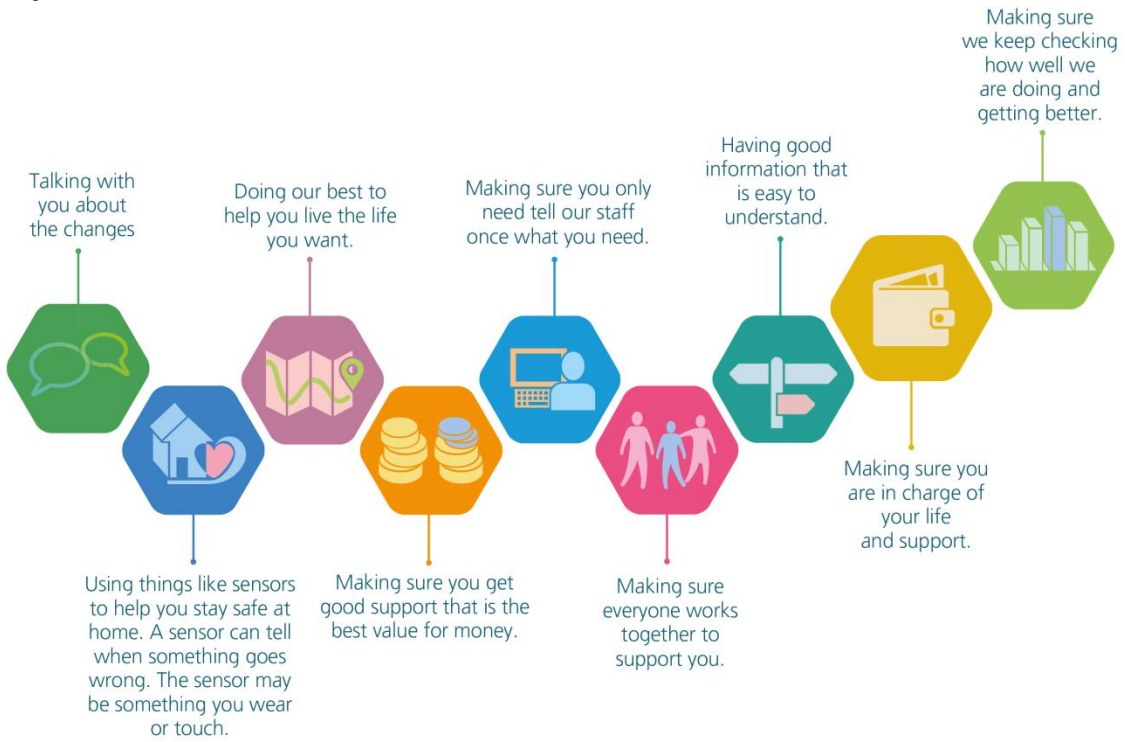 Talking with
you about
the changes
Using things like sensors
to help you stay safe at
home. A sensor can tell
when something goes
wrong. The sensor may
be something you wear
or touch.
Doing our best to
help you live the life
you want.
Making sure you get
good support that is the
best value for money.
Making sure you only
need tell our staff
once what you need.
Making sure
everyone works
together to
support you.
Having good
information that
is easy to
understand.
Making sure you
are in charge of
your life
and support.
Making sure
we keep checking
how well we
are doing and
getting better.